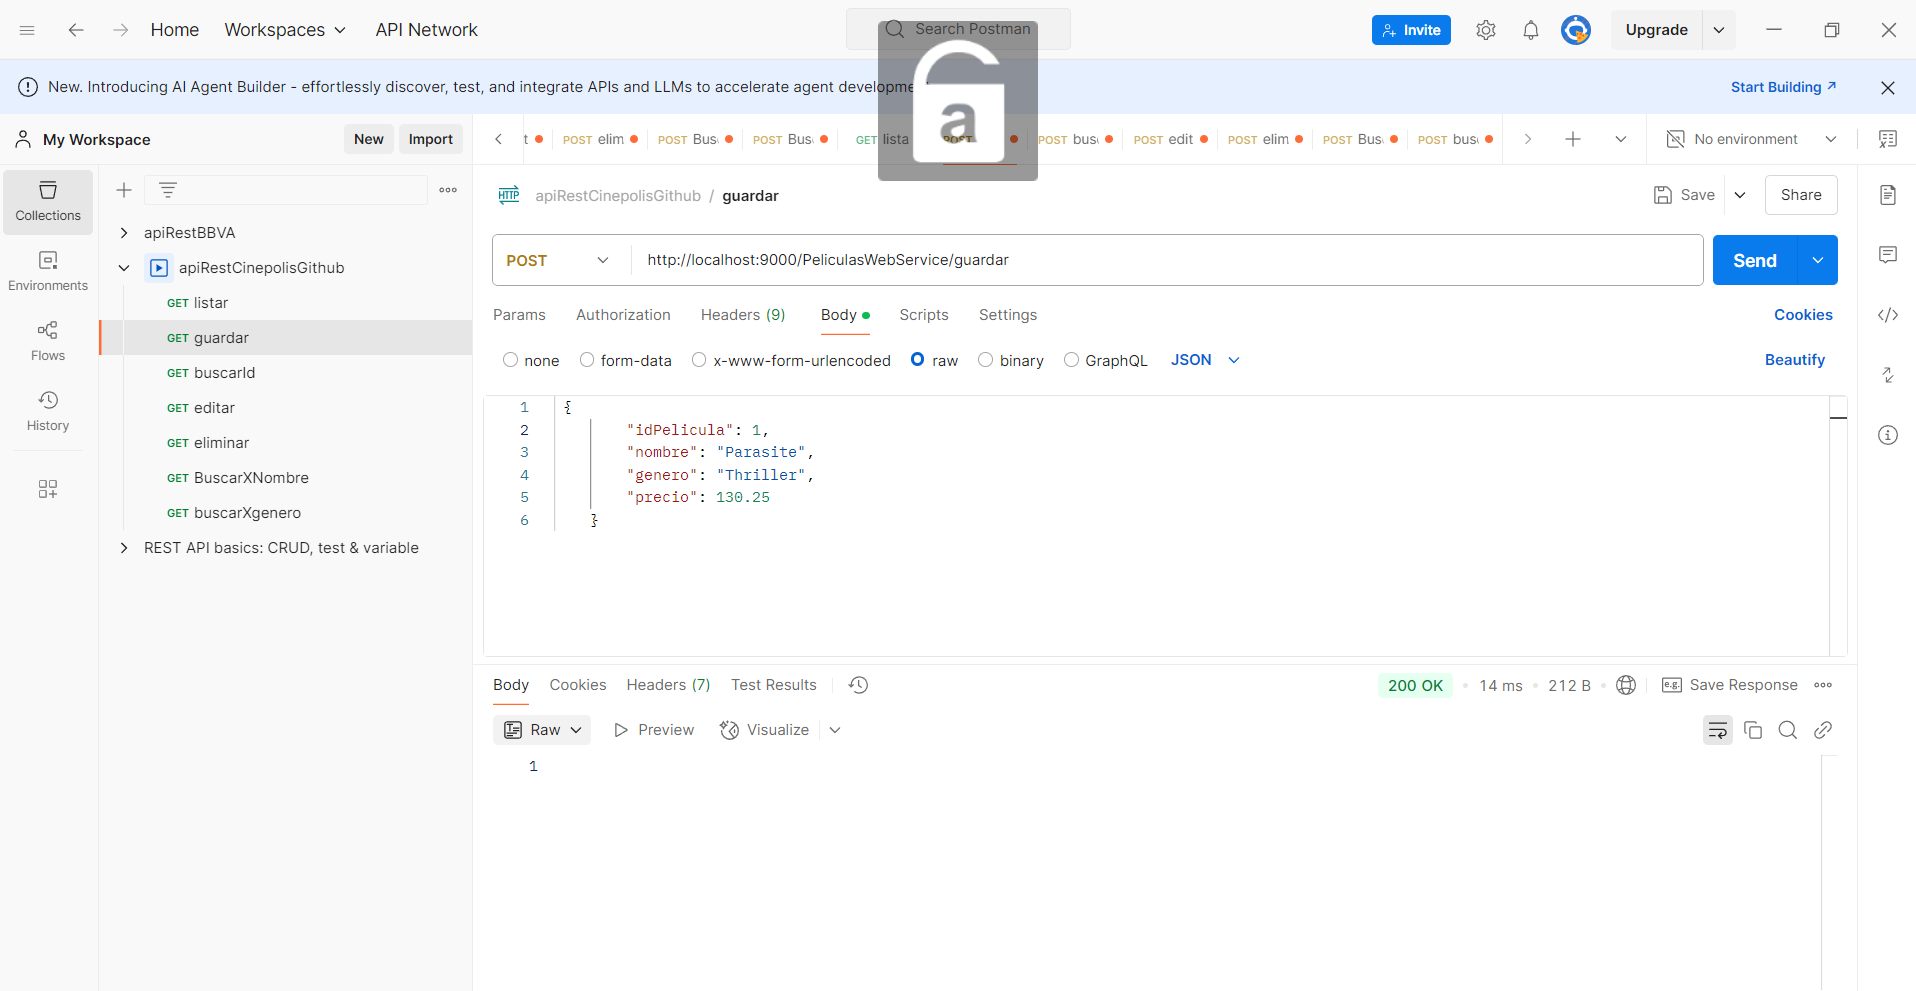 Home Workspaces API Network Search Postman Invite Upgrade
New. Introducing AI Agent Builder - effortlessly discover, test, and integrate APIs and LLMs to accelerate agent Start Building
My Workspace New Import
t POST elim POST Bus POST Bus GET lista POST POST bus POST edit POST elim POST Bus POST bus No environment
a
Collections
Environments
Flows
History
apiRestBBVA
apiRestCinepolisGithub
GET listar
GET guardar
GET buscarId
GET editar
GET eliminar
GET BuscarXNombre
GET buscarXgenero
REST API basics: CRUD, test & variable
HTTP apiRestCinepolisGithub / guardar Save Share
POST http://localhost:9000/PeliculasWebService/guardar Send
Params Authorization Headers (9) Body Scripts Settings Cookies
none form-data x-www-form-urlencoded raw binary GraphQL JSON Beautify
1 {
2 "idPelicula": 1,
3 "nombre": "Parasite",
4 "genero": "Thriller",
5 "precio": 130.25
6 }
Body Cookies Headers (7) Test Results 200 OK 14 ms 212 B e.g. Save Response
Raw Preview Visualize
1